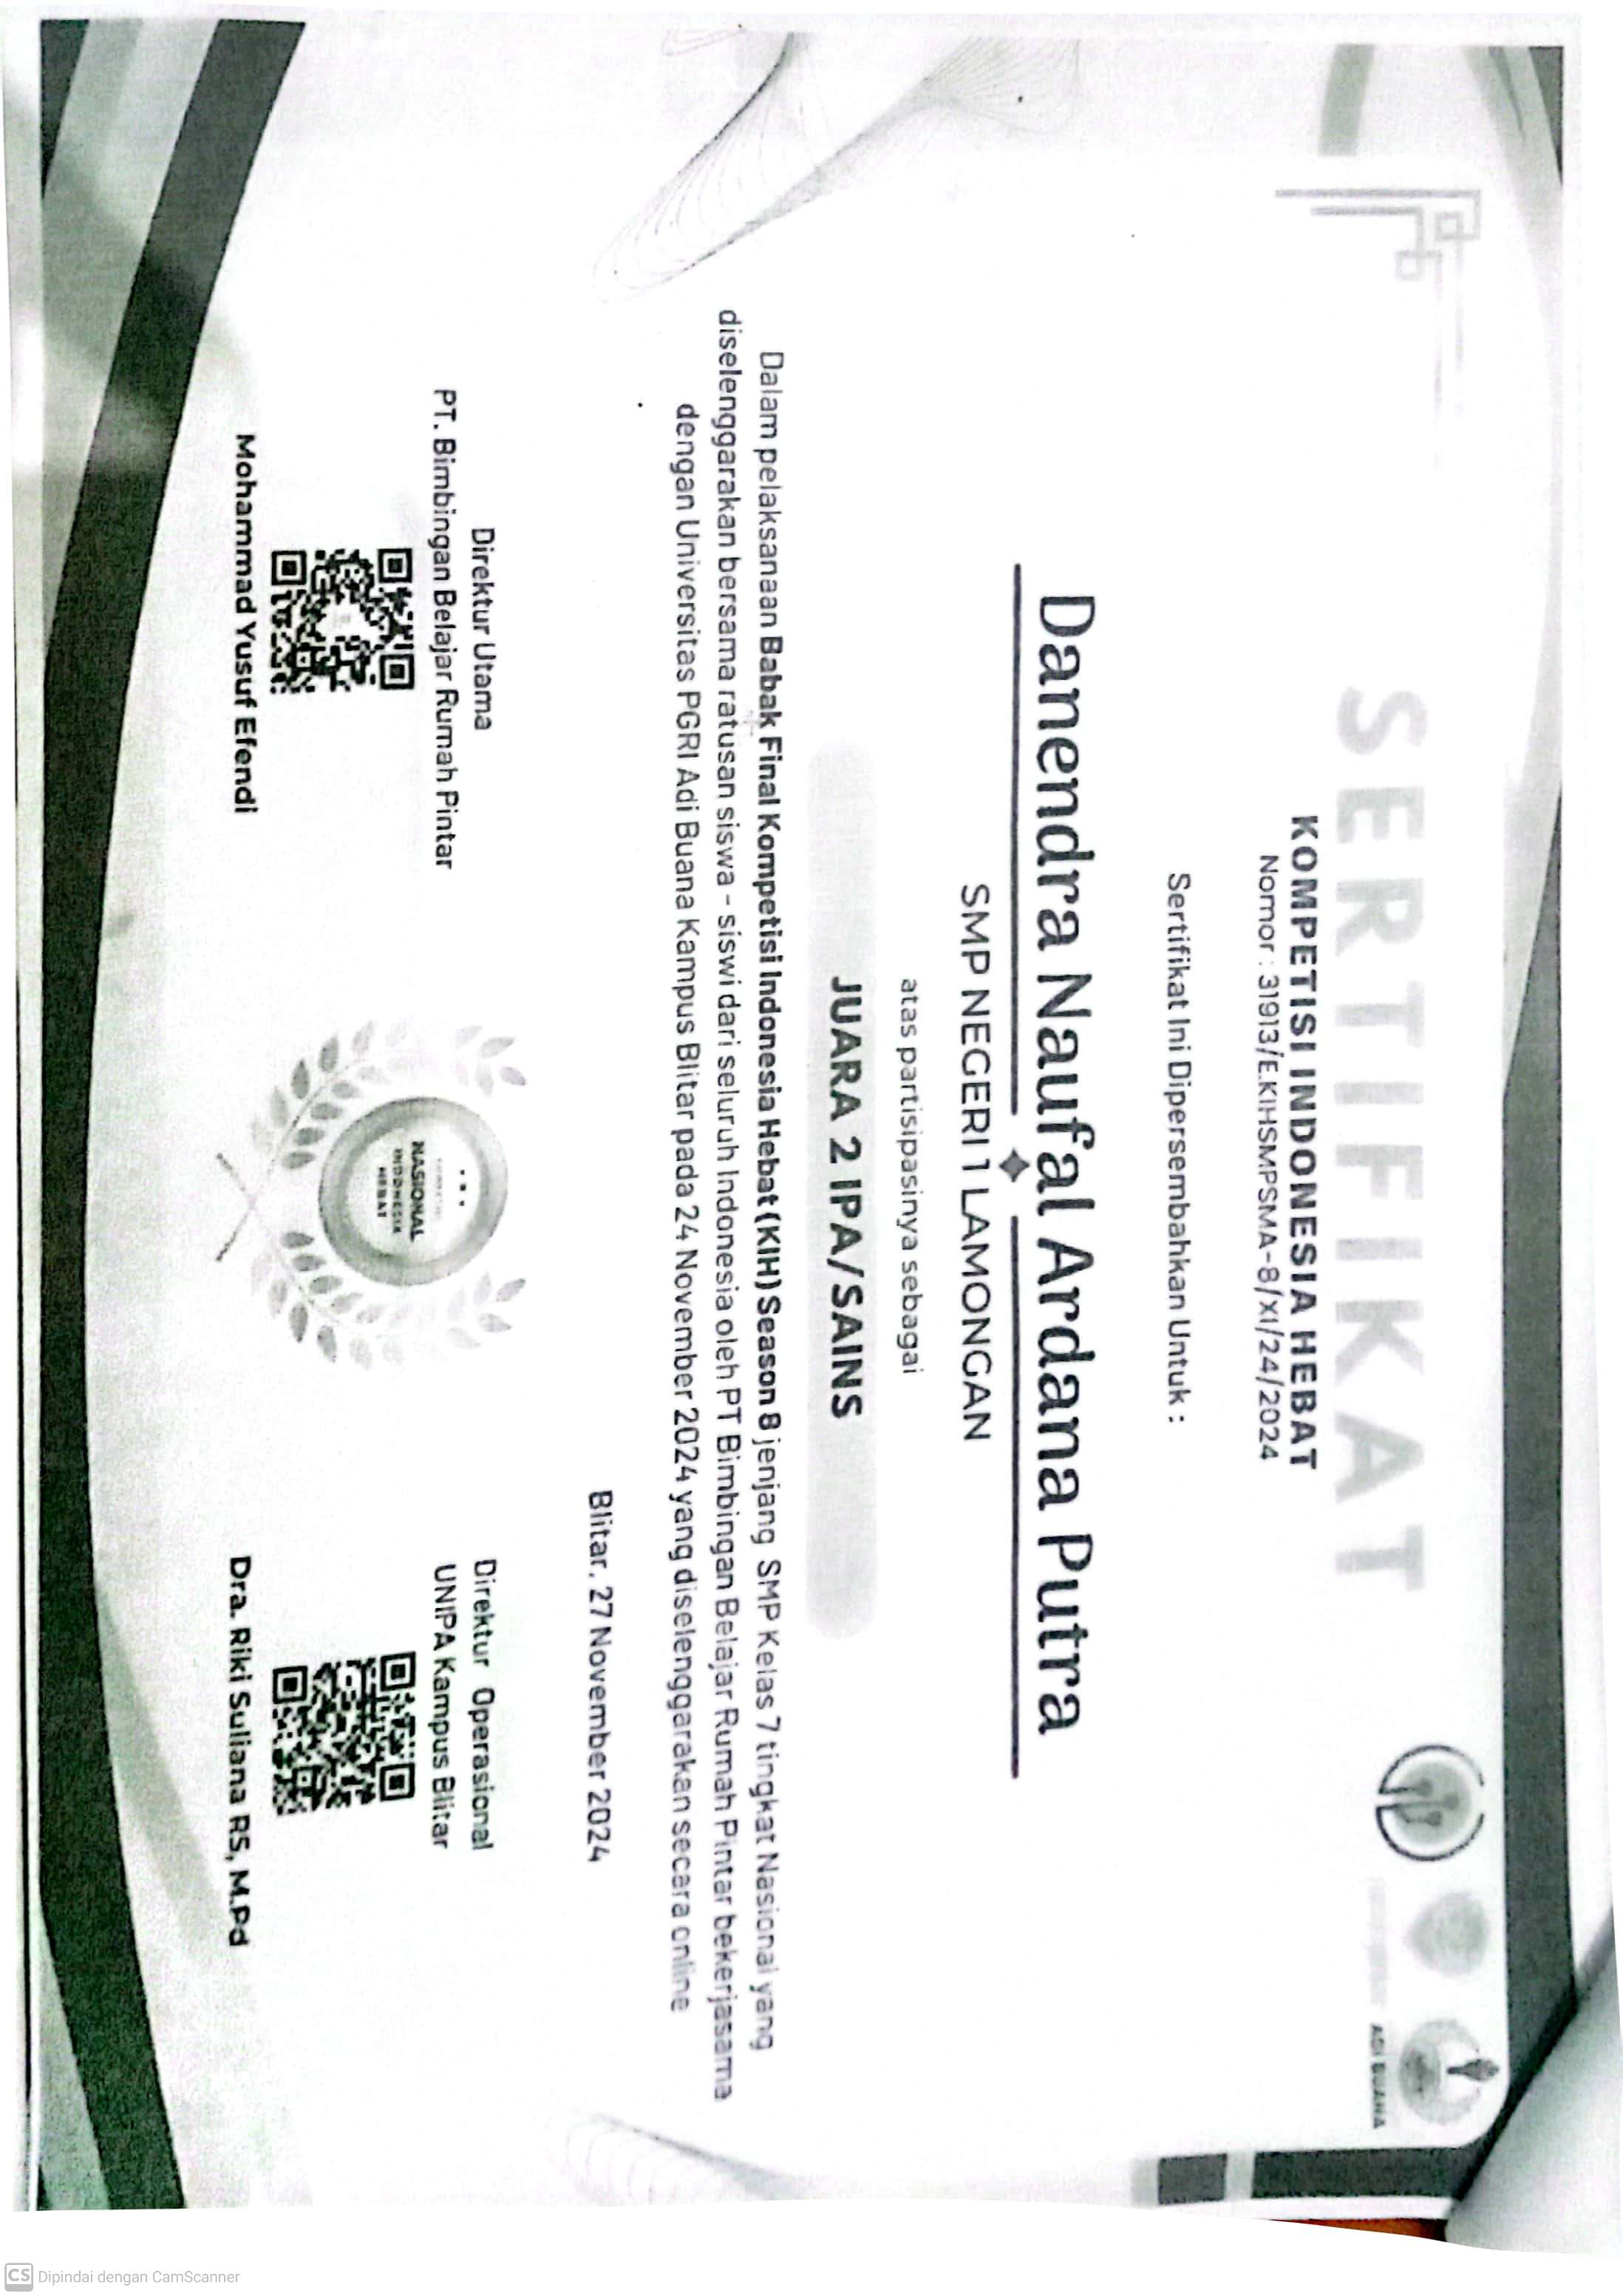 SERTIFIKAT
KOMPETISI INDONESIA HEBAT
Nomor : 31913/E.KIHSMPSMA-8/XI/24/2024
ADI BUANA
Sertifikat Ini Dipersembahkan Untuk :
Danendra Naufal Ardana Putra
SMP NEGERI 1 LAMONGAN
atas partisipasinya sebagai
JUARA 2 IPA/SAINS
Dalam pelaksanaan Babak Final Kompetisi Indonesia Hebat (KIH) Season 8 jenjang SMP Kelas 7 tingkat Nasional yang
diselenggarakan bersama ratusan siswa - siswi dari seluruh Indonesia oleh PT Bimbingan Belajar Rumah Pintar bekerjasama
dengan Universitas PGRI Adi Buana Kampus Blitar pada 24 November 2024 yang diselenggarakan secara online
Blitar, 27 November 2024
Direktur Utama
PT. Bimbingan Belajar Rumah Pintar
Mohammad Yusuf Efendi
NASIONAL
INDONESIA
HEBAT
Direktur Operasional
UNIPA Kampus Blitar
Dra. Riki Suliana RS, M.Pd
CS Dipindai dengan CamScanner